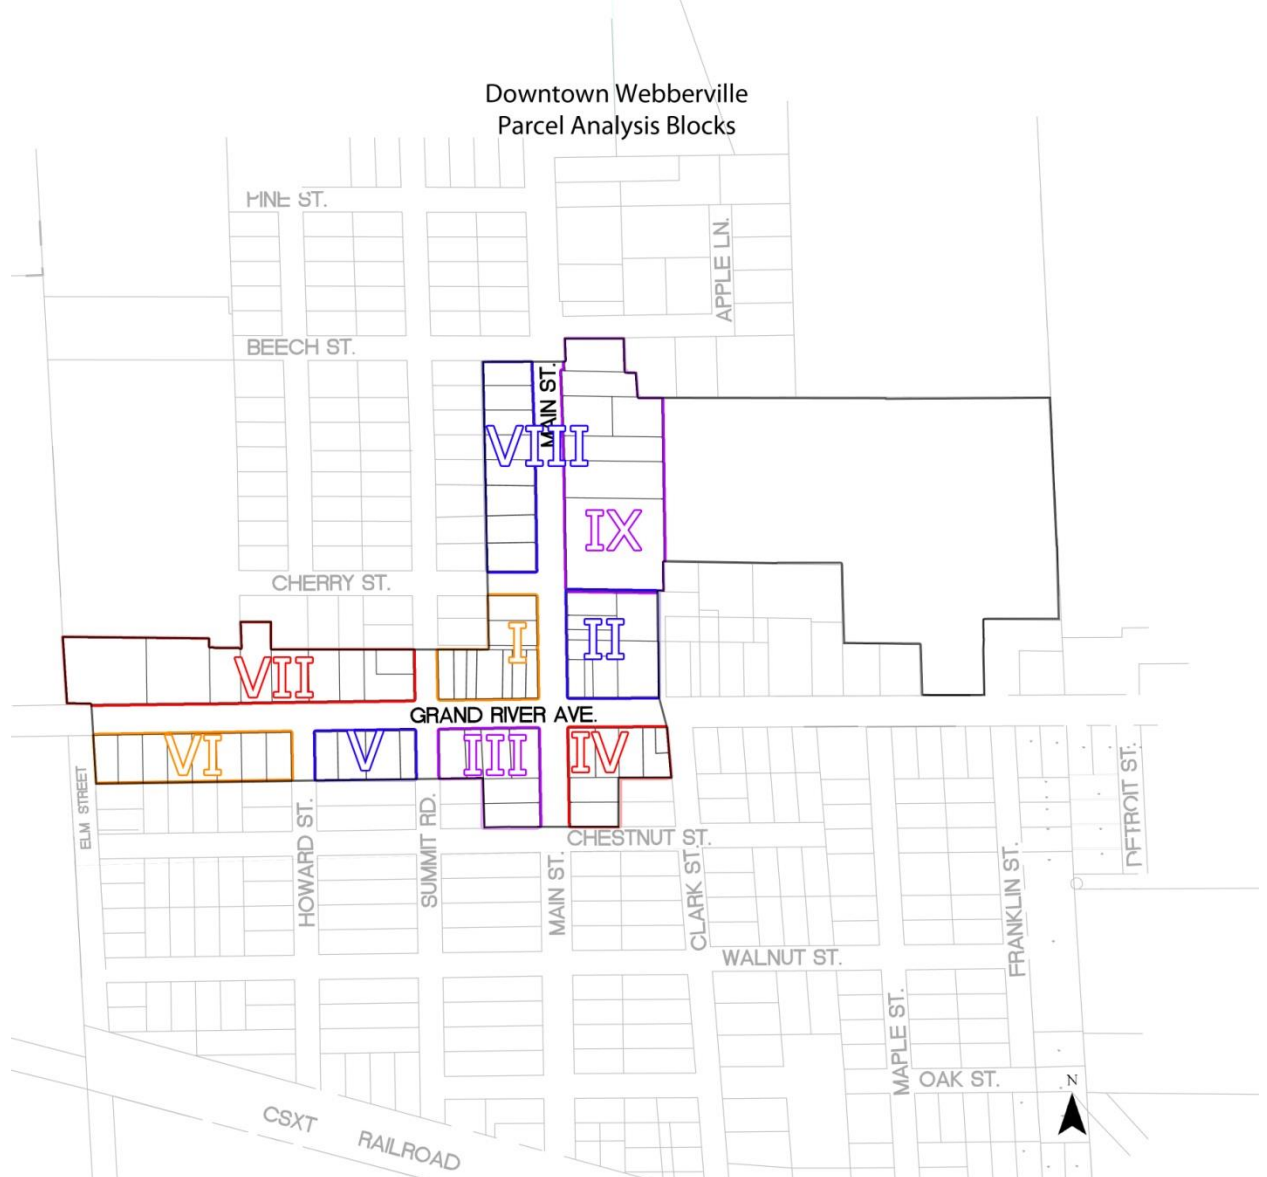 Downtown Webberville
Parcel Analysis Blocks
PINE ST.
APPLE LN.
BEECH ST.
MAIN ST.
VIII
IX
CHERRY ST.
I
II
VII
GRAND RIVER AVE.
VI
V
III
IV
ELM STREET
HOWARD ST.
SUMMIT RD.
MAIN ST.
CHESTNUT ST.
CLARK ST.
DETROIT ST.
FRANKLIN ST.
WALNUT ST.
MAPLE ST.
OAK ST.
N
CSXT RAILROAD